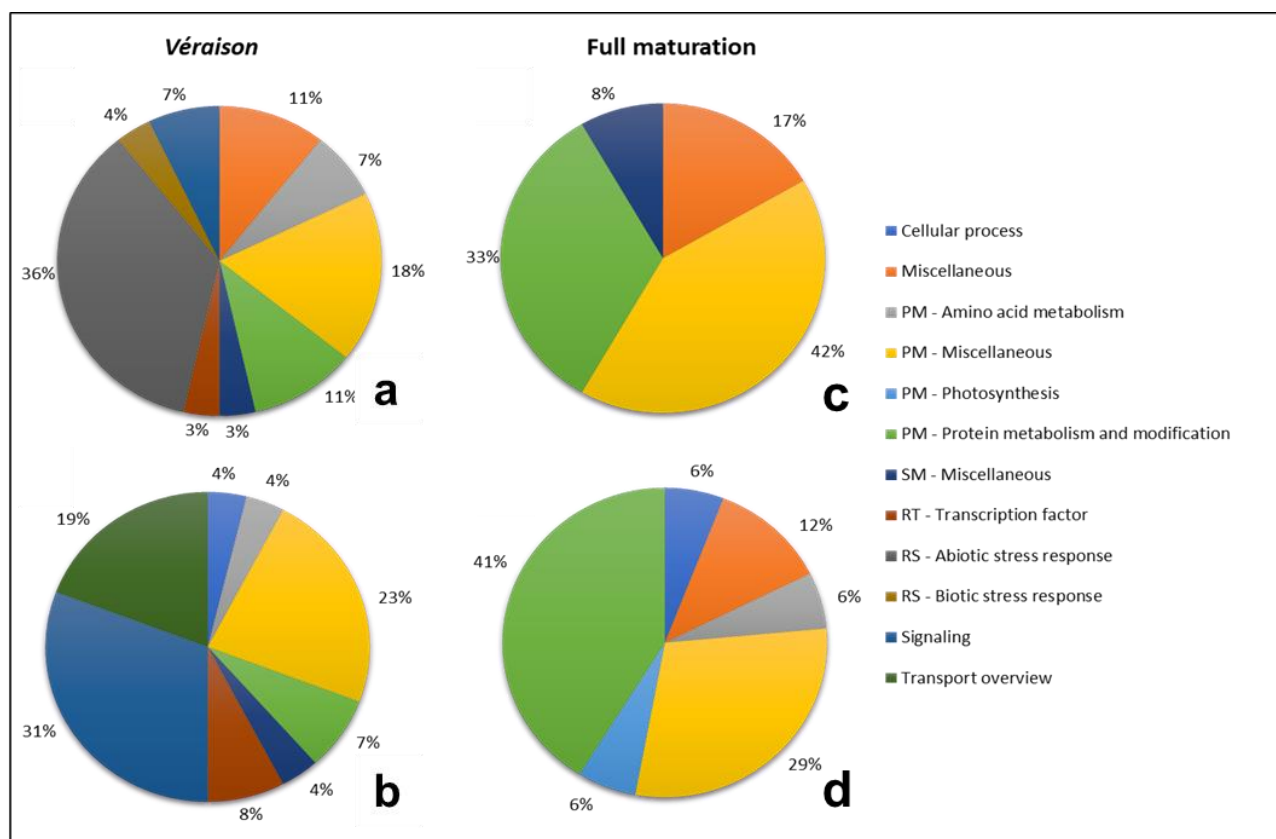 Véraison
Full maturation
7%
11%
4%
7%
36%
18%
11%
3%
3%
a
8%
17%
33%
42%
c
Cellular process
Miscellaneous
PM - Amino acid metabolism
PM - Miscellaneous
PM - Photosynthesis
PM - Protein metabolism and modification
SM - Miscellaneous
RT - Transcription factor
RS - Abiotic stress response
RS - Biotic stress response
Signaling
Transport overview
4%
4%
19%
23%
31%
7%
4%
8%
b
6%
12%
41%
6%
29%
6%
d